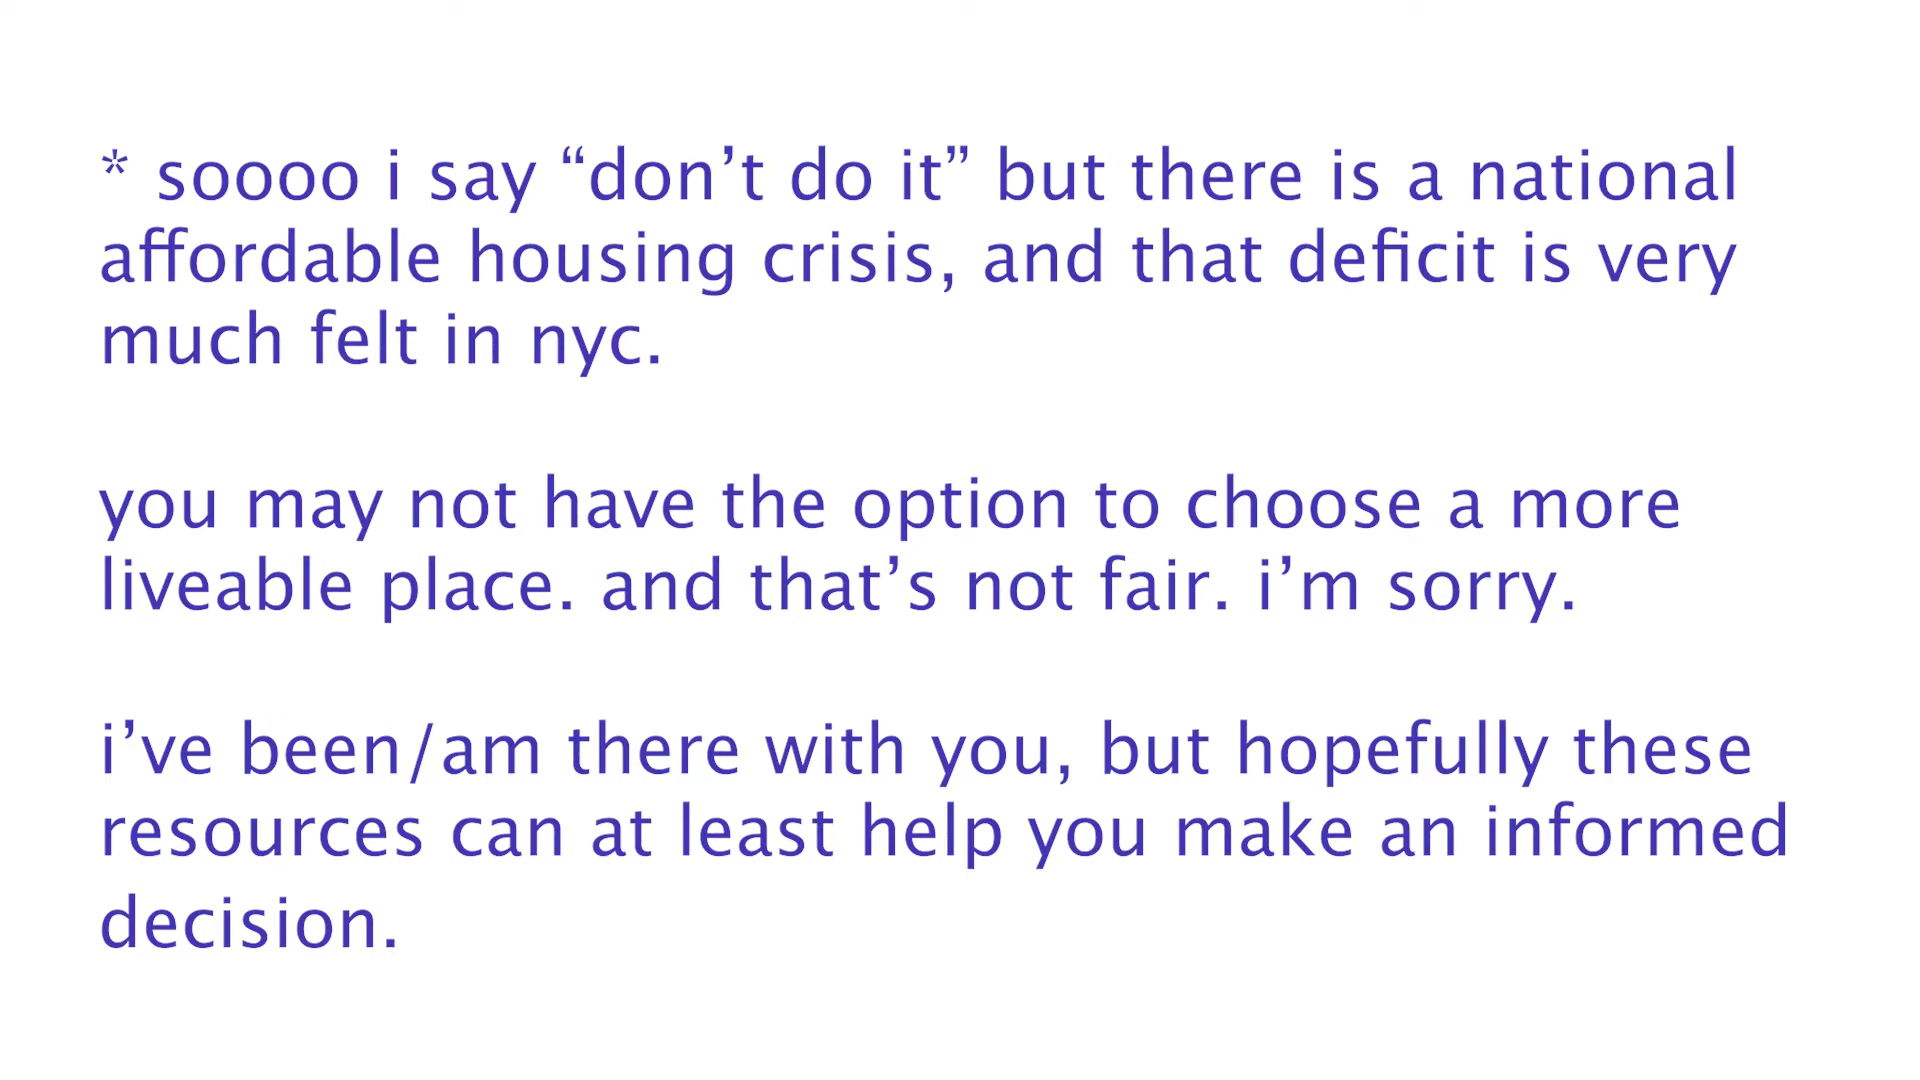 * soooo i say “don’t do it” but there is a national
affordable housing crisis, and that deficit is very
much felt in nyc.
you may not have the option to choose a more
liveable place. and that’s not fair. i’m sorry.
i’ve been/am there with you, but hopefully these
resources can at least help you make an informed
decision.